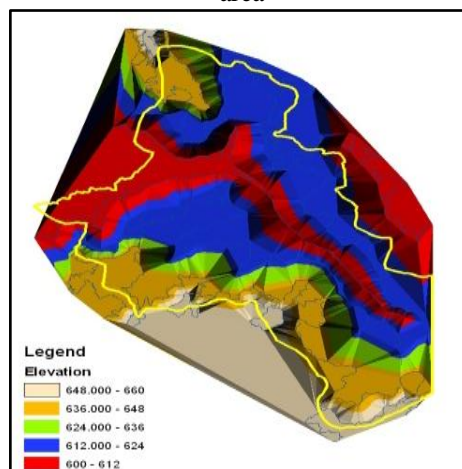 area
Legend
Elevation
648.000 - 660
636.000 - 648
624.000 - 636
612.000 - 624
600 - 612